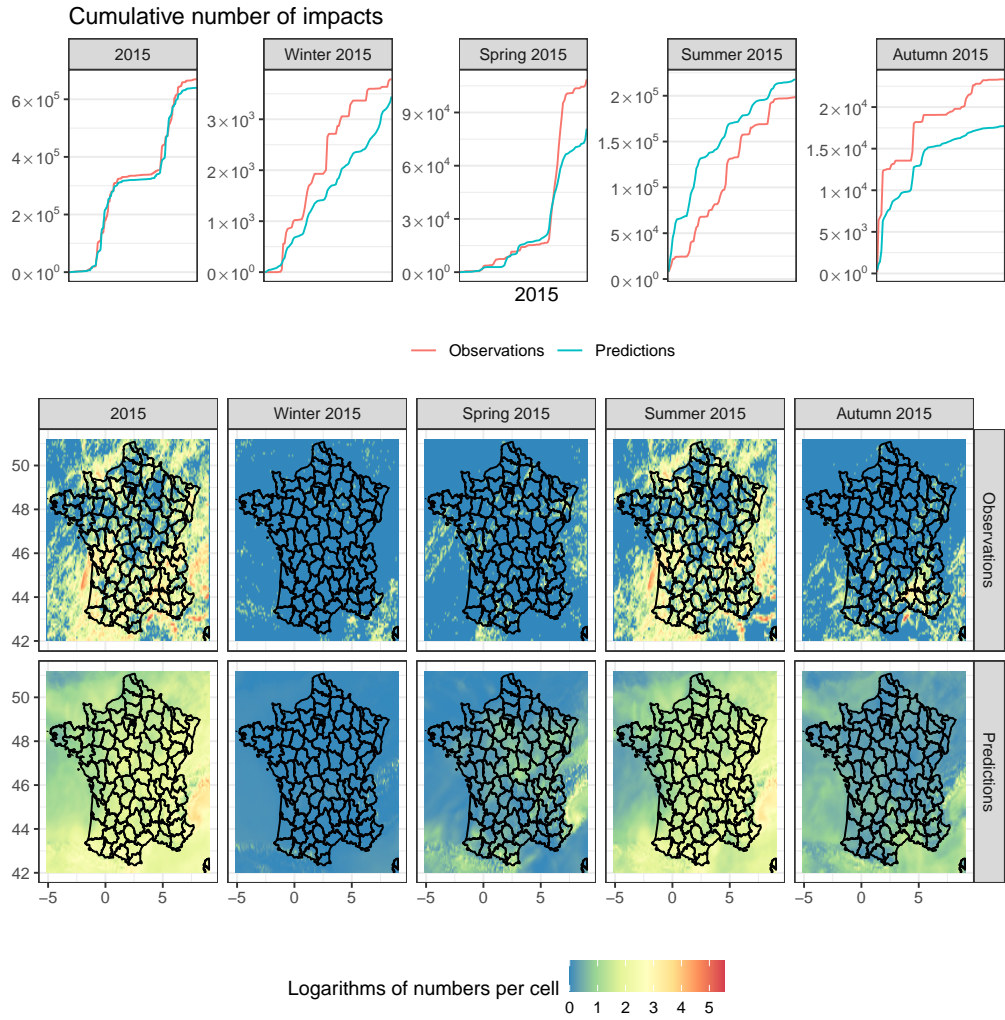 Cumulative number of impacts
2015 Winter 2015 Spring 2015 Summer 2015 Autumn 2015
6 × 10⁵
4 × 10⁵
2 × 10⁵
0 × 10⁰
3 × 10³
2 × 10³
1 × 10³
0 × 10⁰
9 × 10⁴
6 × 10⁴
3 × 10⁴
0 × 10⁰
2 × 10⁵
2 × 10⁵
1 × 10⁵
5 × 10⁴
0 × 10⁰
2 × 10⁴
2 × 10⁴
1 × 10⁴
5 × 10³
0 × 10⁰
2015
Observations Predictions
2015 Winter 2015 Spring 2015 Summer 2015 Autumn 2015
50
48
46
44
42
Observations
50
48
46
44
42
Predictions
−5 0 5 −5 0 5 −5 0 5 −5 0 5 −5 0 5
Logarithms of numbers per cell
0 1 2 3 4 5